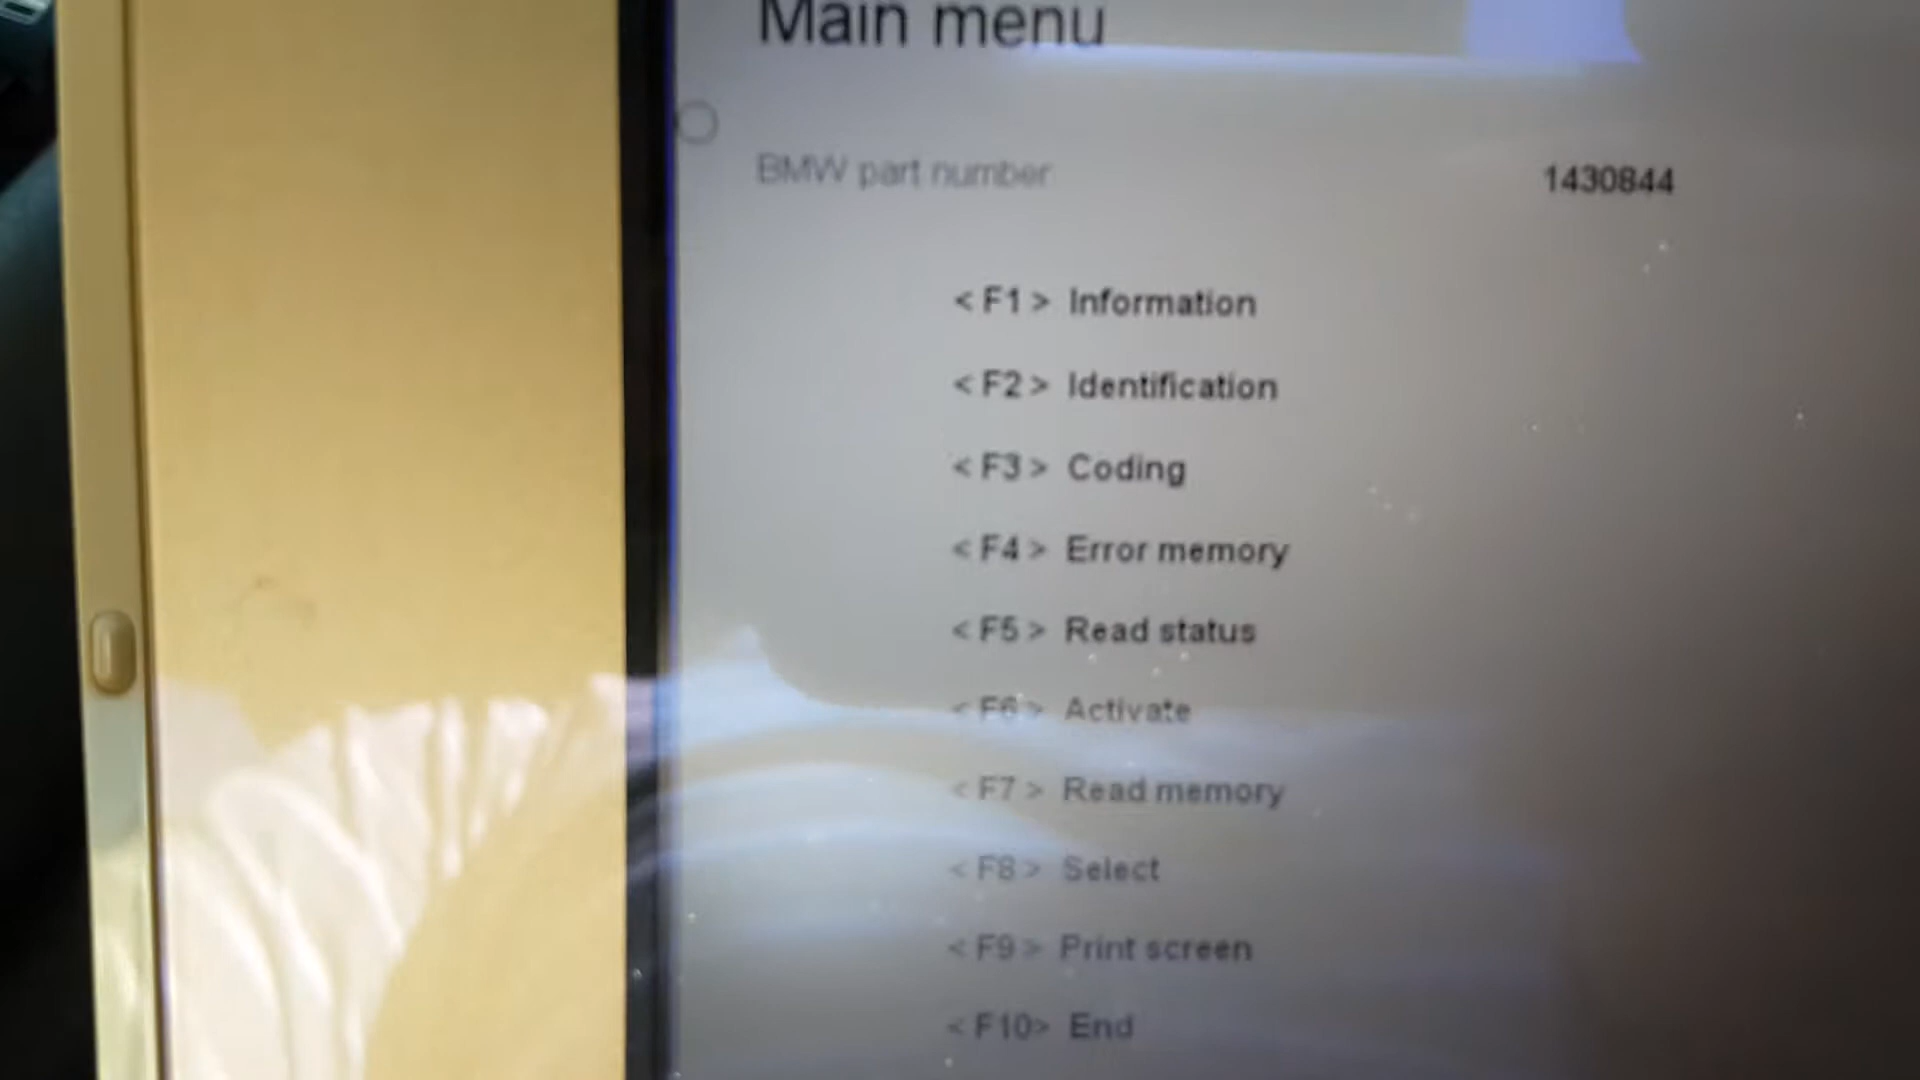 Main menu
BMW part number 1430844
< F1 > Information
< F2 > Identification
< F3 > Coding
< F4 > Error memory
< F5 > Read status
< F6 > Activate
< F7 > Read memory
< F8 > Select
< F9 > Print screen
< F10> End